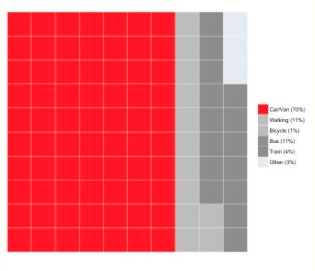 Car/Van (70%)
Walking (11%)
Bicycle (1%)
Bus (11%)
Train (4%)
Other (3%)